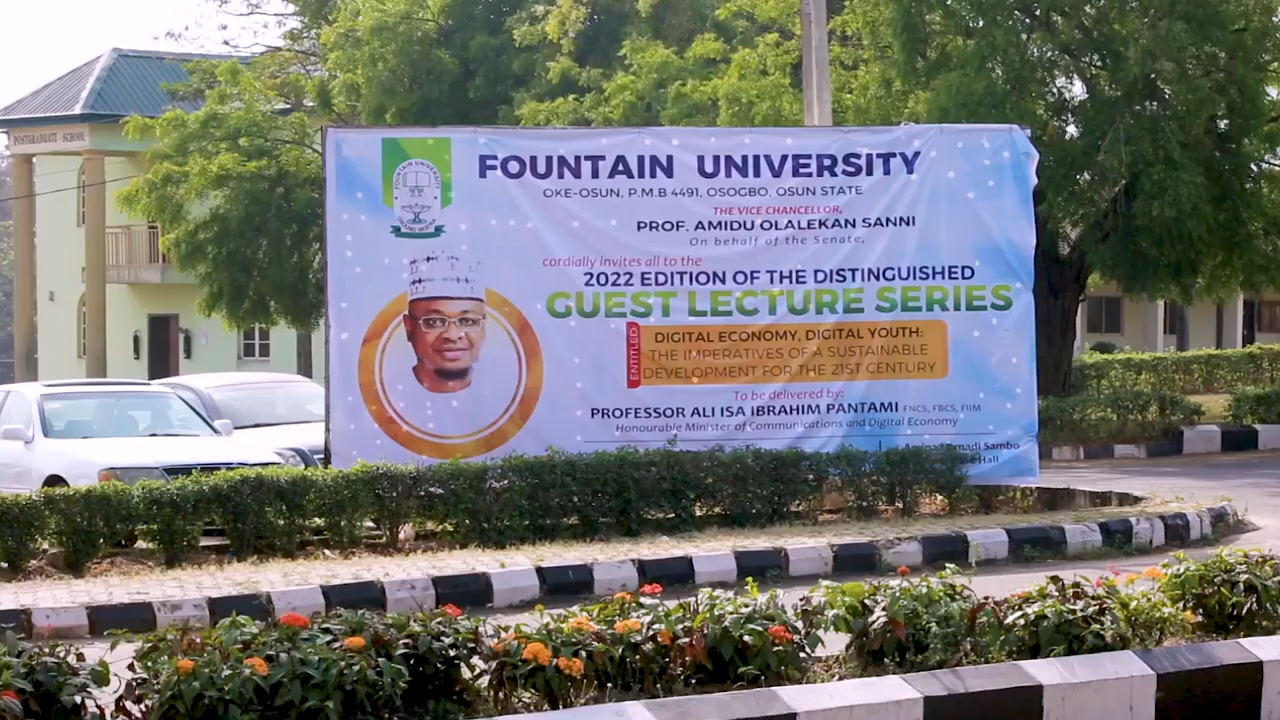 POSTGRADUATE SCHOOL
FOUNTAIN UNIVERSITY
FOUNTAIN UNIVERSITY
OKE-OSUN, P.M.B 4491, OSOGBO, OSUN STATE
THE VICE CHANCELLOR,
PROF. AMIDU OLALEKAN SANNI
On behalf of the Senate,
cordially invites all to the
2022 EDITION OF THE DISTINGUISHED
GUEST LECTURE SERIES
ENTITLED:
DIGITAL ECONOMY, DIGITAL YOUTH:
THE IMPERATIVES OF A SUSTAINABLE
DEVELOPMENT FOR THE 21ST CENTURY
To be delivered by:
PROFESSOR ALI ISA IBRAHIM PANTAMI FNCS, FBCS, FIIM
Honourable Minister of Communications and Digital Economy
Sambo
Hall